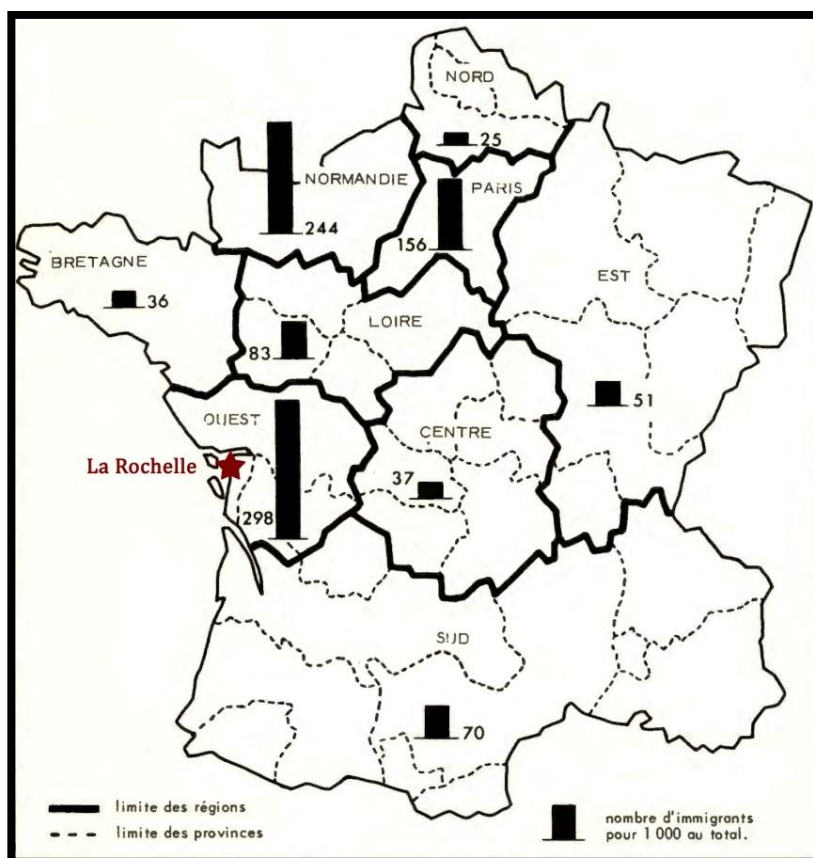 NORD
25
NORMANDIE
244
PARIS
156
BRETAGNE
36
EST
LOIRE
83
51
OUEST
CENTRE
La Rochelle
37
298
SUD
70
limite des régions
limite des provinces
nombre d'immigrants
pour 1 000 au total.